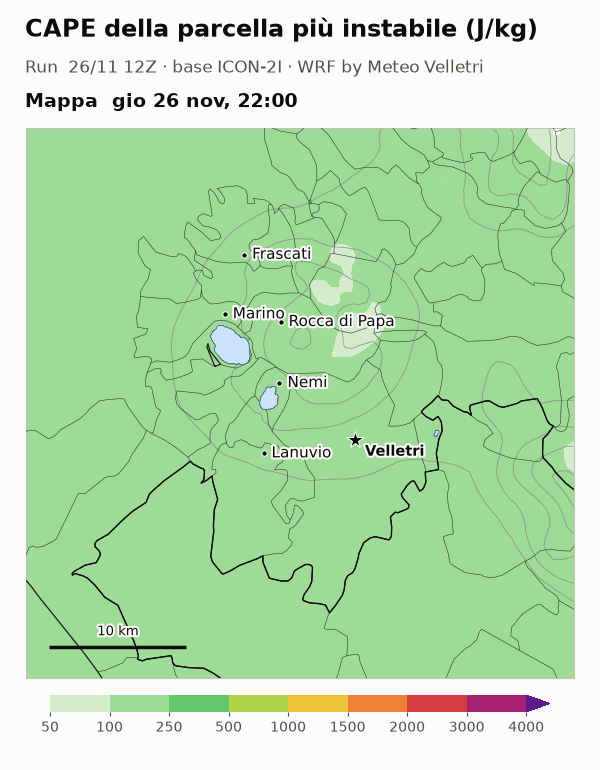 CAPE della parcella più instabile (J/kg)
Run  26/11 12Z · base ICON-2I · WRF by Meteo Velletri
Mappa  gio 26 nov, 22:00
Frascati
Marino
Rocca di Papa
Nemi
Velletri
Lanuvio
10 km
50 100 250 500 1000 1500 2000 3000 4000